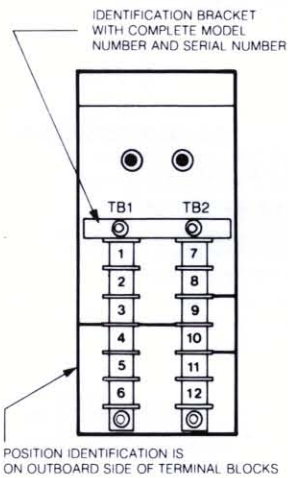 IDENTIFICATION BRACKET
WITH COMPLETE MODEL
NUMBER AND SERIAL NUMBER
TB1 TB2
1 7
2 8
3 9
4 10
5 11
6 12
POSITION IDENTIFICATION IS
ON OUTBOARD SIDE OF TERMINAL BLOCKS